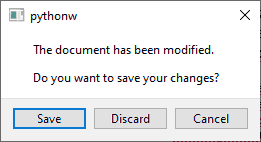 pythonw
The document has been modified.
Do you want to save your changes?
Save Discard Cancel